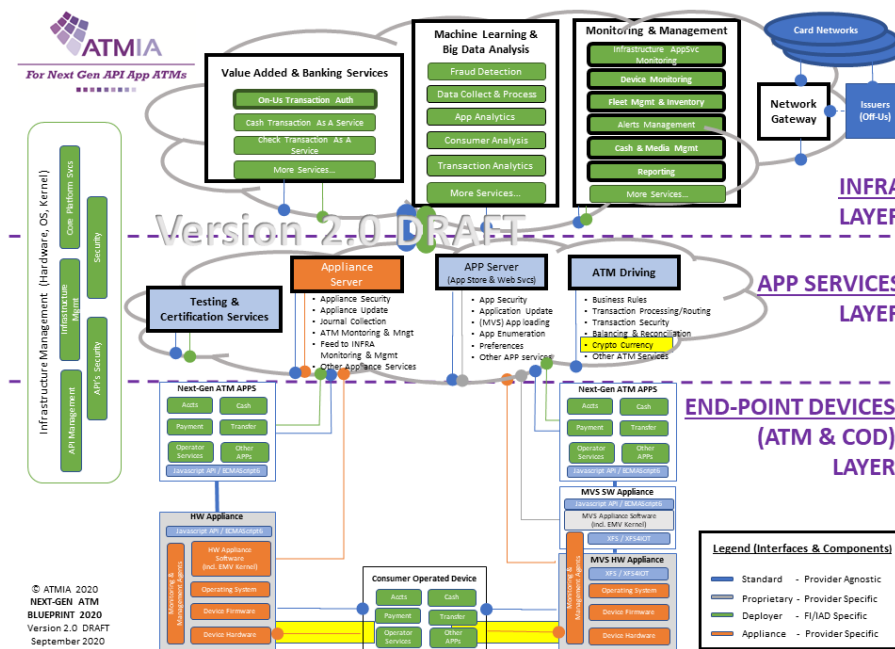 ATMIA
For Next Gen API App ATMs
Value Added & Banking Services
On-Us Transaction Auth
Cash Transaction As A Service
Check Transaction As A
Service
More Services...
Machine Learning &
Big Data Analysis
Fraud Detection
Data Collect & Process
App Analytics
Consumer Analysis
Transaction Analytics
More Services...
Monitoring & Management
Infrastructure AppSvc
Monitoring
Device Monitoring
Fleet Mgmt & Inventory
Alerts Management
Cash & Media Mgmt
Reporting
More Services...
Card Networks
Network
Gateway
Issuers
(Off-Us)
INFRA
LAYER
Infrastructure Management (Hardware, OS, Kernel)
Core Platform Svcs
Security
Infrastructure
Mgmt
API's Security
API Management
Version 2.0 DRAFT
Testing &
Certification Services
Appliance
Server
• Appliance Security
• Appliance Update
• Journal Collection
• ATM Montoring & Mngt
• Feed to INFRA
Monitoring & Mgmt
• Other Appliance Services
APP Server
(App Store & Web Svcs)
• App Security
• Application Update
• (MVS) App loading
• App Enumeration
• Preferences
• Other APP services
ATM Driving
• Business Rules
• Transaction Processing/Routing
• Transaction Security
• Balancing & Reconciliation
• Crypto Currency
• Other ATM Services
APP SERVICES
LAYER
Next-Gen ATM APPS
Accts
Cash
Payment
Transfer
Operator
Services
Other
APPs
Javascript API / ECMAScript6
HW Appliance
Javascript API / ECMAScript6
Monitoring &
Management Agents
HW Appliance
Software
(incl. EMV Kernel)
Operating System
Device Firmware
Device Hardware
Consumer Operated Device
Accts
Cash
Payment
Transfer
Operator
Services
Other
APPs
Next-Gen ATM APPS
Accts
Cash
Payment
Transfer
Operator
Services
Other
APPs
Javascript API / ECMAScript6
MVS SW Appliance
Javascript API / ECMAScript6
MVS Appliance Software
(incl. EMV Kernel)
XFS / XFS4IOT
MVS HW Appliance
XFS / XFS4IOT
Monitoring &
Management Agents
Operating System
Device Firmware
Device Hardware
END-POINT DEVICES
(ATM & COD)
LAYER
Legend (Interfaces & Components)
Standard - Provider Agnostic
Proprietary - Provider Specific
Deployer - FI/IAD Specific
Appliance - Provider Specific
© ATMIA 2020
NEXT-GEN ATM
BLUEPRINT 2020
Version 2.0 DRAFT
September 2020